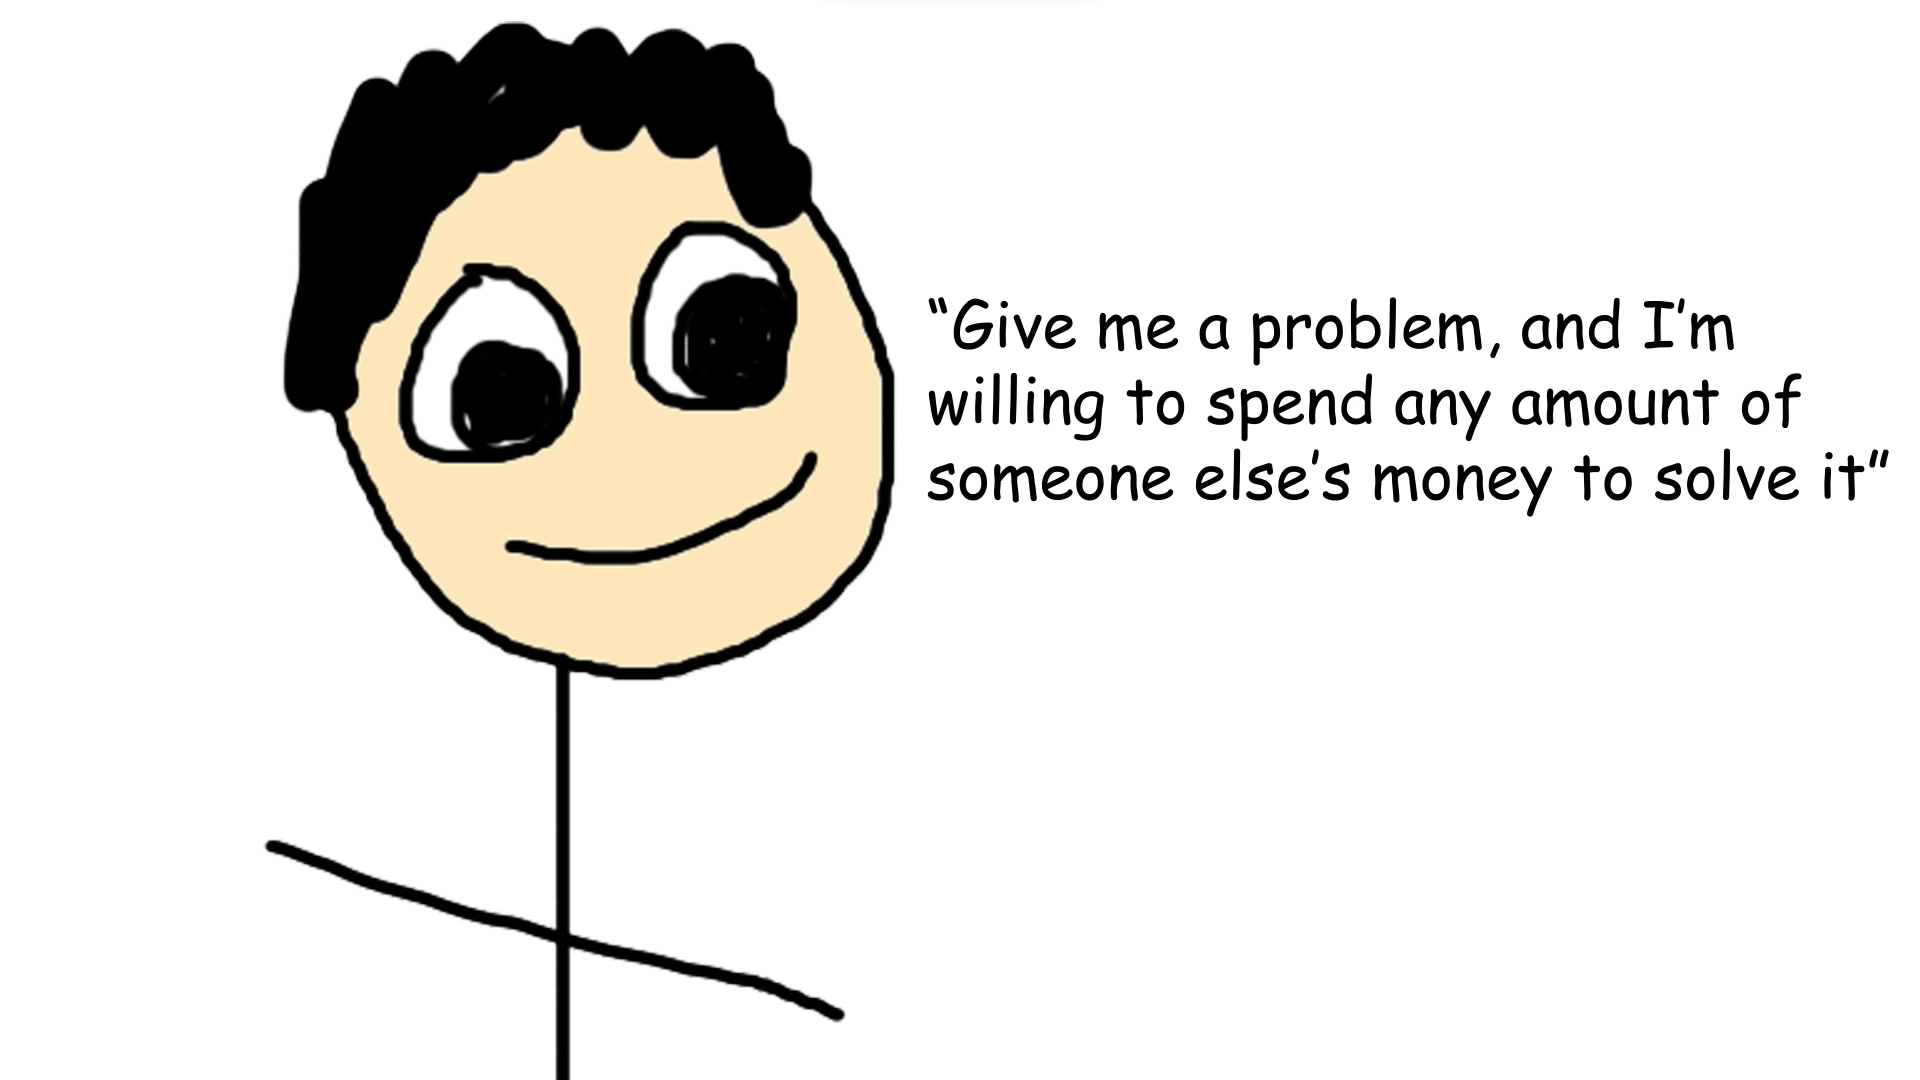 “Give me a problem, and I’m
willing to spend any amount of
someone else’s money to solve it”